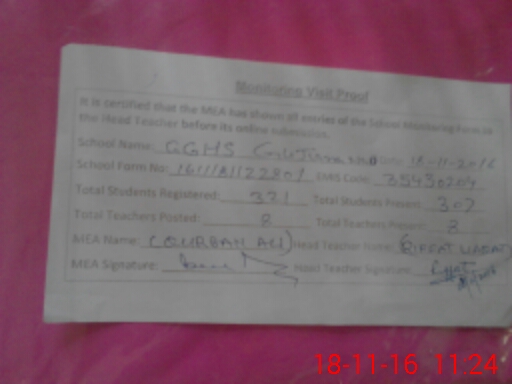 Monitoring Visit Proof
It is certified that the MEA has shown all entries of the School Monitoring Form to
the Head Teacher before its online submission.
School Name: GGHS Date: 18-11-2016
School Form No: EMIS Code: 35430204
Total Students Registered: 321 Total Students Present: 307
Total Teachers Posted: 8 Total Teachers Present: 8
MEA Name: (QURBAN ALI) Head Teacher Name: RIFFAT
MEA Signature: Head Teacher Signature:
18-11-16 11:24